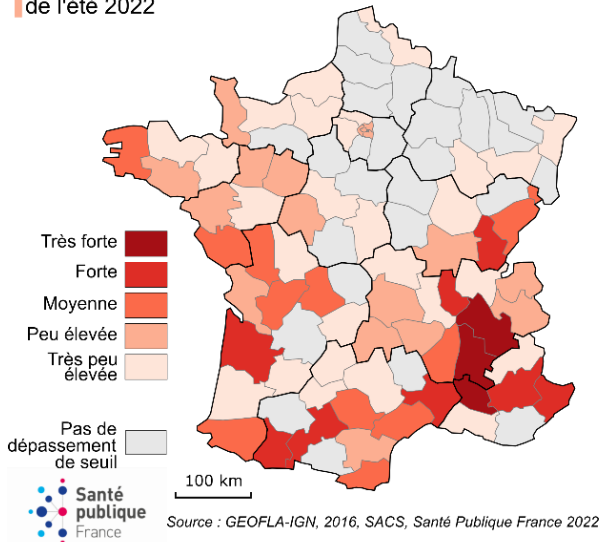 de l'été 2022
Très forte
Forte
Moyenne
Peu élevée
Très peu
élevée
Pas de
dépassement
de seuil
100 km
Santé
publique
France
Source : GEOFLA-IGN, 2016, SACS, Santé Publique France 2022